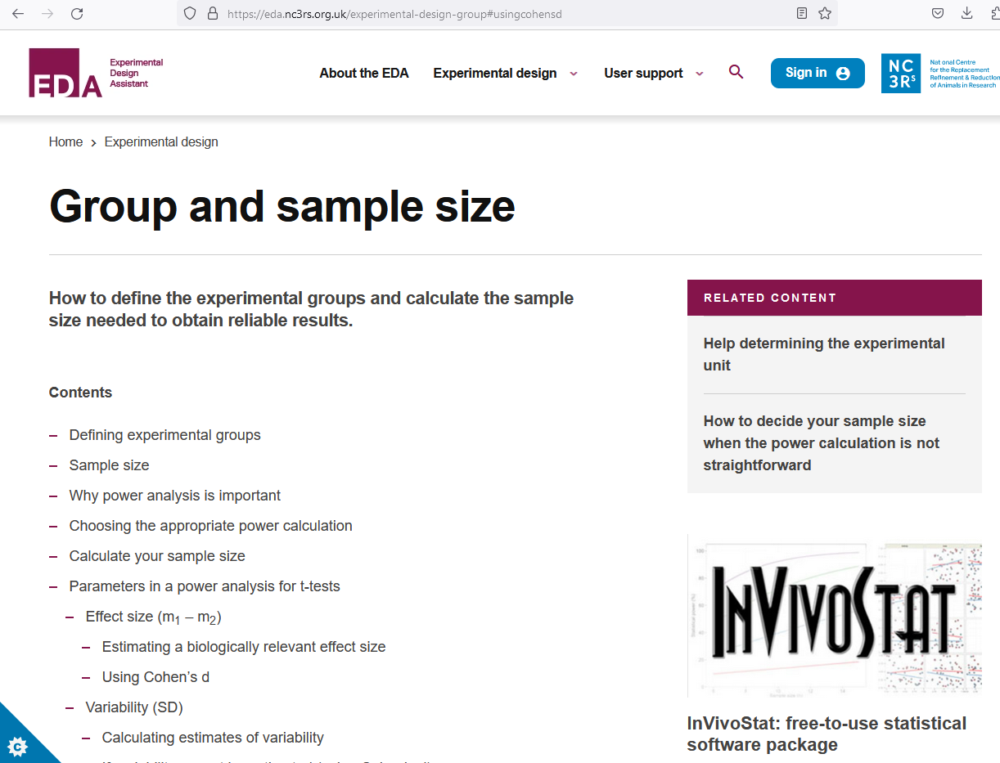 https://eda.nc3rs.org.uk/experimental-design-group#usingcohensd
EDA
Experimental
Design
Assistant
About the EDA
Experimental design
User support
Sign in
NC
3Rs
National Centre
for the Replacement
Refinement & Reduction
of Animals in Research
Home › Experimental design
Group and sample size
How to define the experimental groups and calculate the sample
size needed to obtain reliable results.
Contents
– Defining experimental groups
– Sample size
– Why power analysis is important
– Choosing the appropriate power calculation
– Calculate your sample size
– Parameters in a power analysis for t-tests
– Effect size (m1 – m2)
– Estimating a biologically relevant effect size
– Using Cohen’s d
– Variability (SD)
– Calculating estimates of variability
RELATED CONTENT
Help determining the experimental
unit
How to decide your sample size
when the power calculation is not
straightforward
INVIVOSTAT
InVivoStat: free-to-use statistical
software package
C